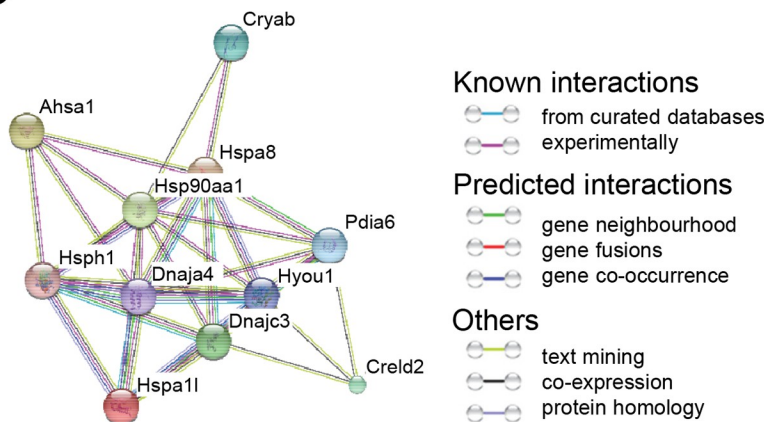 Cryab
Ahsa1
Hspa8
Hsp90aa1
Pdia6
Hsph1
Dnaja4
Hyou1
Dnajc3
Creld2
Hspa1l
Known interactions
from curated databases
experimentally
Predicted interactions
gene neighbourhood
gene fusions
gene co-occurrence
Others
text mining
co-expression
protein homology